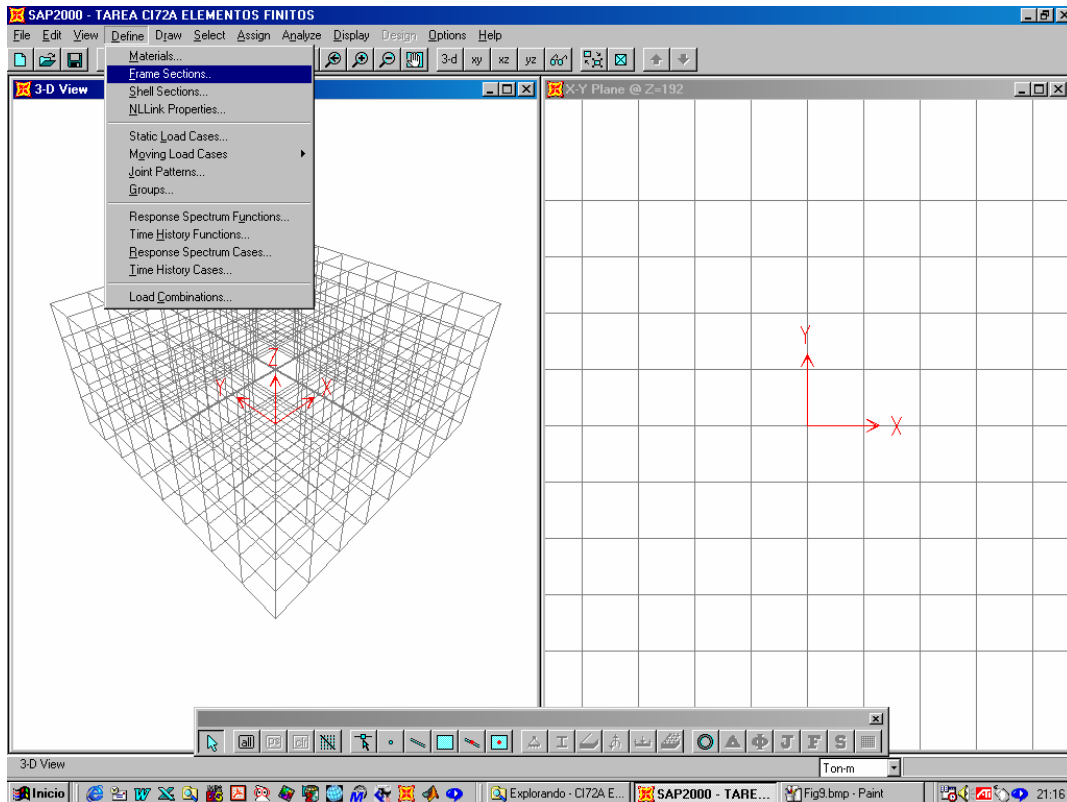 SAP2000 - TAREA CI72A ELEMENTOS FINITOS
File Edit View Define Draw Select Assign Analyze Display Design Options Help
3-d xy xz yz
Materials...
Frame Sections..
Shell Sections...
NLLink Properties...
Static Load Cases...
Moving Load Cases
Joint Patterns...
Groups...
Response Spectrum Functions...
Time History Functions...
Response Spectrum Cases...
Time History Cases...
Load Combinations...
3-D View
Z
Y X
X-Y Plane @ Z=192
Y
X
all ps clr
J F S
3-D View
Ton-m
Inicio
Explorando - CI72A E...
SAP2000 - TARE...
Fig9.bmp - Paint
21:16